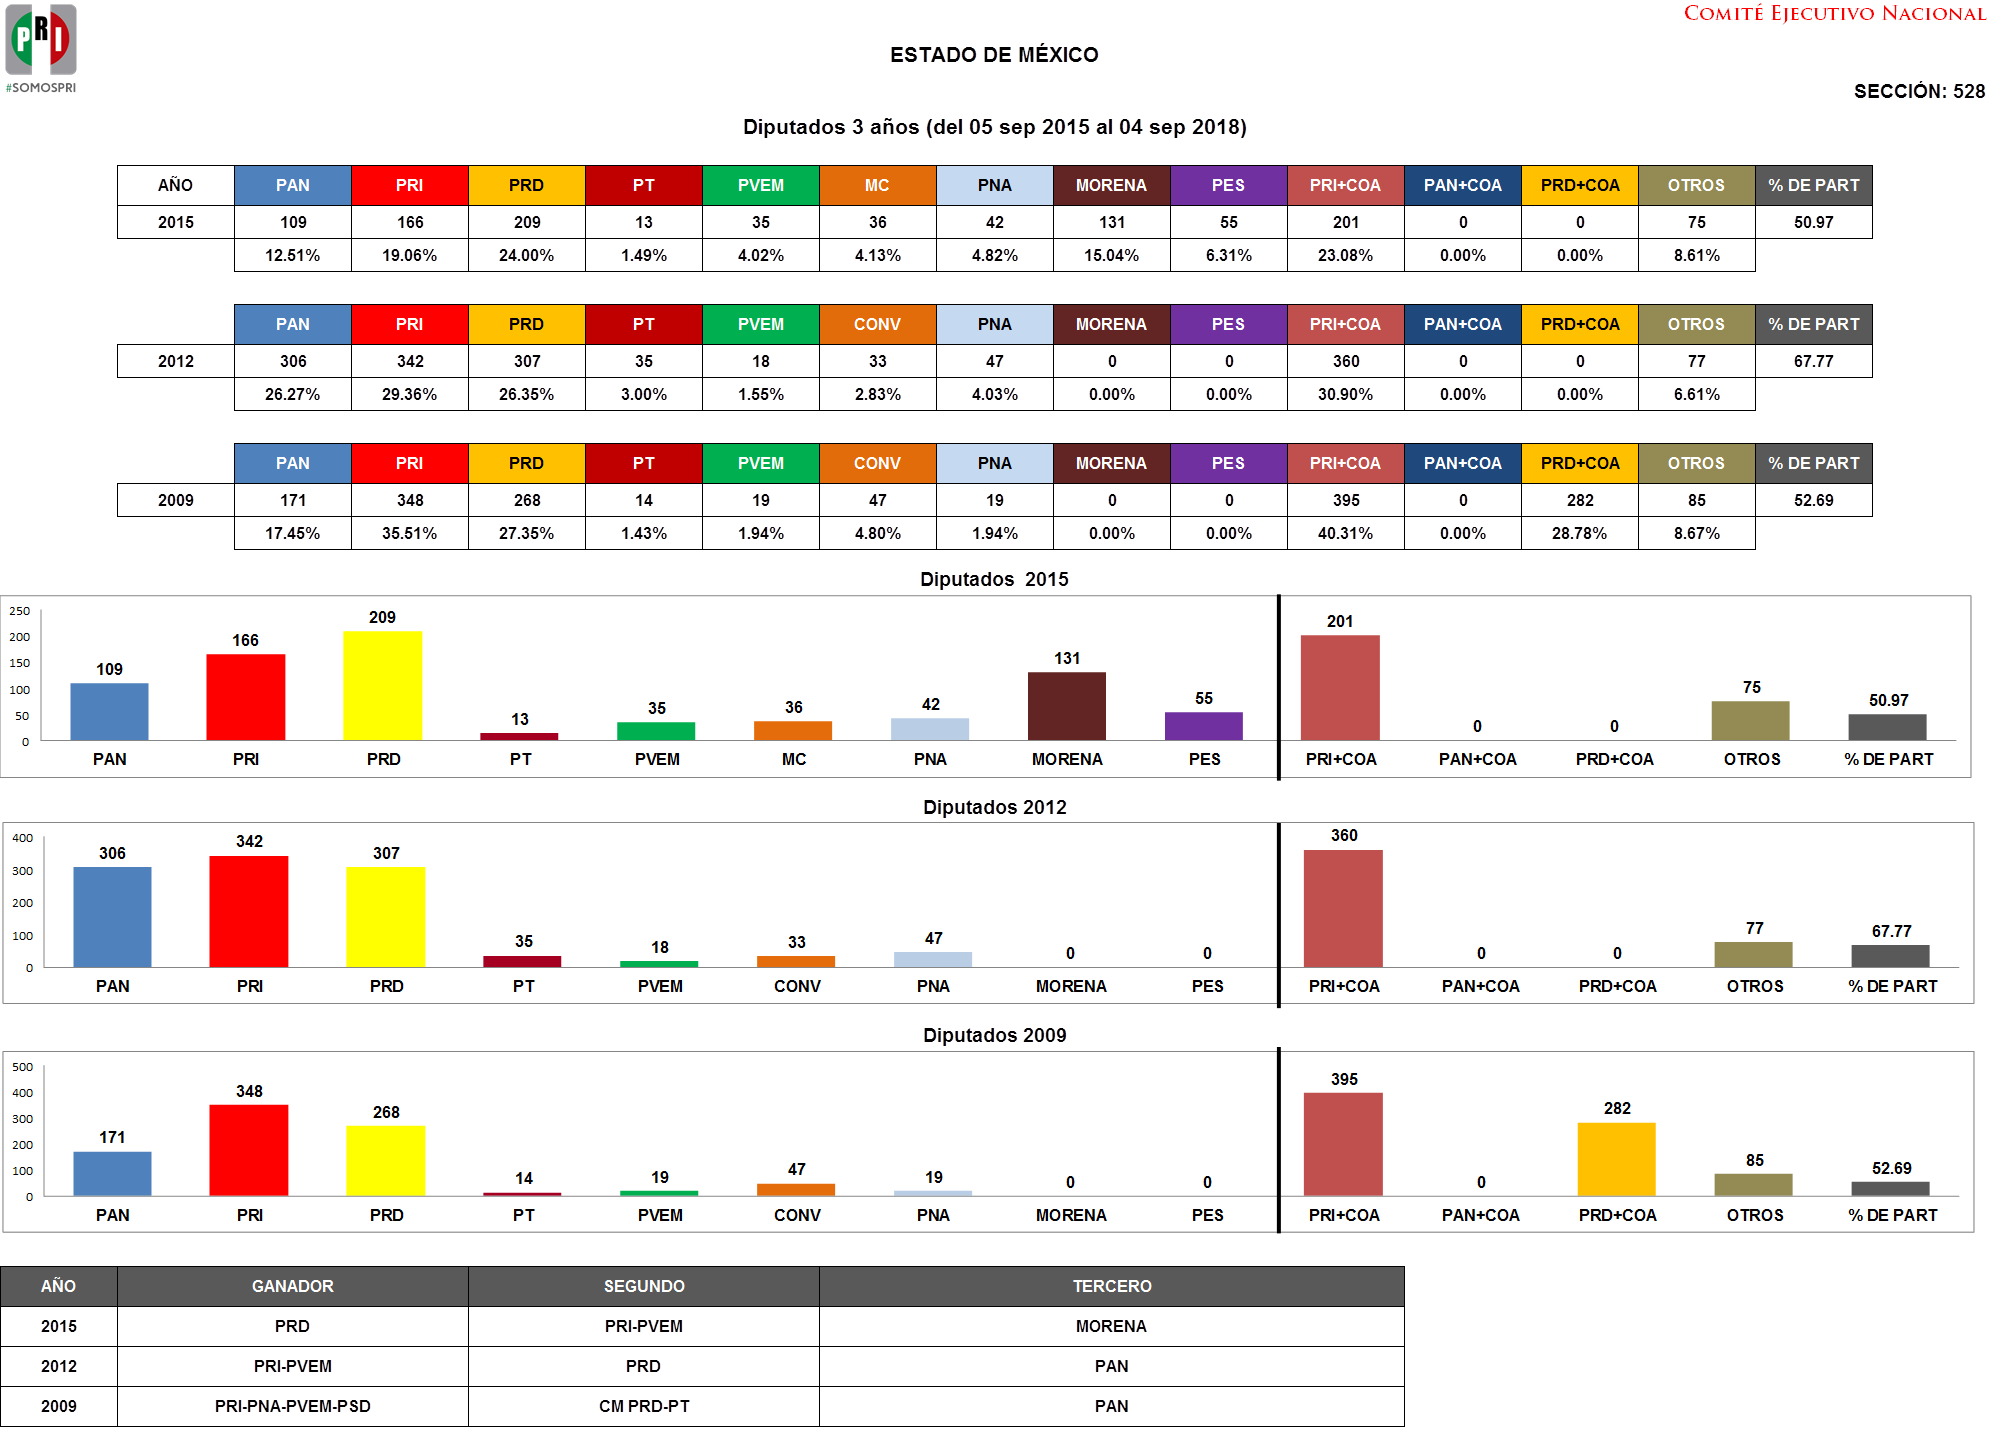 PRI
#SOMOSPRI
COMITÉ EJECUTIVO NACIONAL
ESTADO DE MÉXICO
SECCIÓN: 528
Diputados 3 años (del 05 sep 2015 al 04 sep 2018)
AÑO PAN PRI PRD PT PVEM MC PNA MORENA PES PRI+COA PAN+COA PRD+COA OTROS % DE PART
2015 109 166 209 13 35 36 42 131 55 201 0 0 75 50.97
12.51% 19.06% 24.00% 1.49% 4.02% 4.13% 4.82% 15.04% 6.31% 23.08% 0.00% 0.00% 8.61%
PAN PRI PRD PT PVEM CONV PNA MORENA PES PRI+COA PAN+COA PRD+COA OTROS % DE PART
2012 306 342 307 35 18 33 47 0 0 360 0 0 77 67.77
26.27% 29.36% 26.35% 3.00% 1.55% 2.83% 4.03% 0.00% 0.00% 30.90% 0.00% 0.00% 6.61%
PAN PRI PRD PT PVEM CONV PNA MORENA PES PRI+COA PAN+COA PRD+COA OTROS % DE PART
2009 171 348 268 14 19 47 19 0 0 395 0 282 85 52.69
17.45% 35.51% 27.35% 1.43% 1.94% 4.80% 1.94% 0.00% 0.00% 40.31% 0.00% 28.78% 8.67%
Diputados 2015
250
200
150
100
50
0
109 166 209 13 35 36 42 131 55 201 0 0 75 50.97
PAN PRI PRD PT PVEM MC PNA MORENA PES PRI+COA PAN+COA PRD+COA OTROS % DE PART
Diputados 2012
400
300
200
100
0
306 342 307 35 18 33 47 0 0 360 0 0 77 67.77
PAN PRI PRD PT PVEM CONV PNA MORENA PES PRI+COA PAN+COA PRD+COA OTROS % DE PART
Diputados 2009
500
400
300
200
100
0
171 348 268 14 19 47 19 0 0 395 0 282 85 52.69
PAN PRI PRD PT PVEM CONV PNA MORENA PES PRI+COA PAN+COA PRD+COA OTROS % DE PART
AÑO GANADOR SEGUNDO TERCERO
2015 PRD PRI-PVEM MORENA
2012 PRI-PVEM PRD PAN
2009 PRI-PNA-PVEM-PSD CM PRD-PT PAN